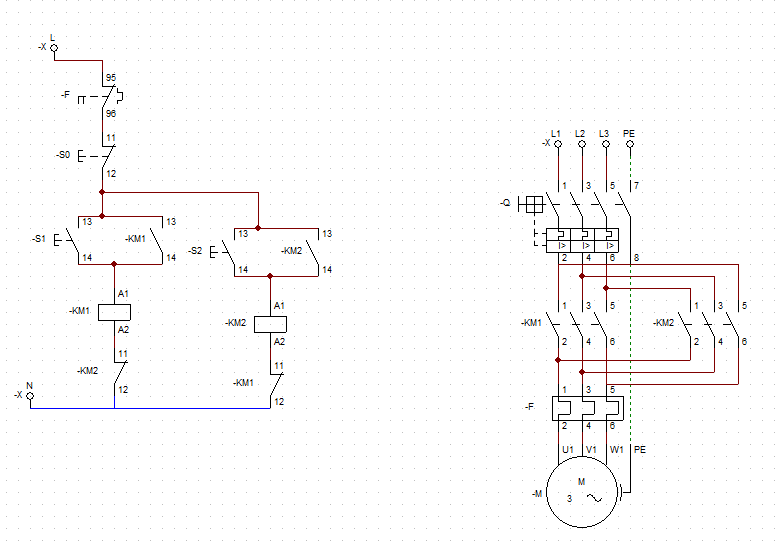 L
-X
95
-F
96
11
-S0
12
13 13
-S1 -KM1
14 14
13 13
-S2 -KM2
14 14
A1
-KM1
A2
A1
-KM2
A2
11
-KM2
12
11
-KM1
12
N
-X
L1 L2 L3 PE
-X
1 3 5 7
-Q
I> I> I>
2 4 6 8
1 3 5 1 3 5
-KM1 -KM2
2 4 6 2 4 6
1 3 5
-F
2 4 6
U1 V1 W1 PE
M
-M
3